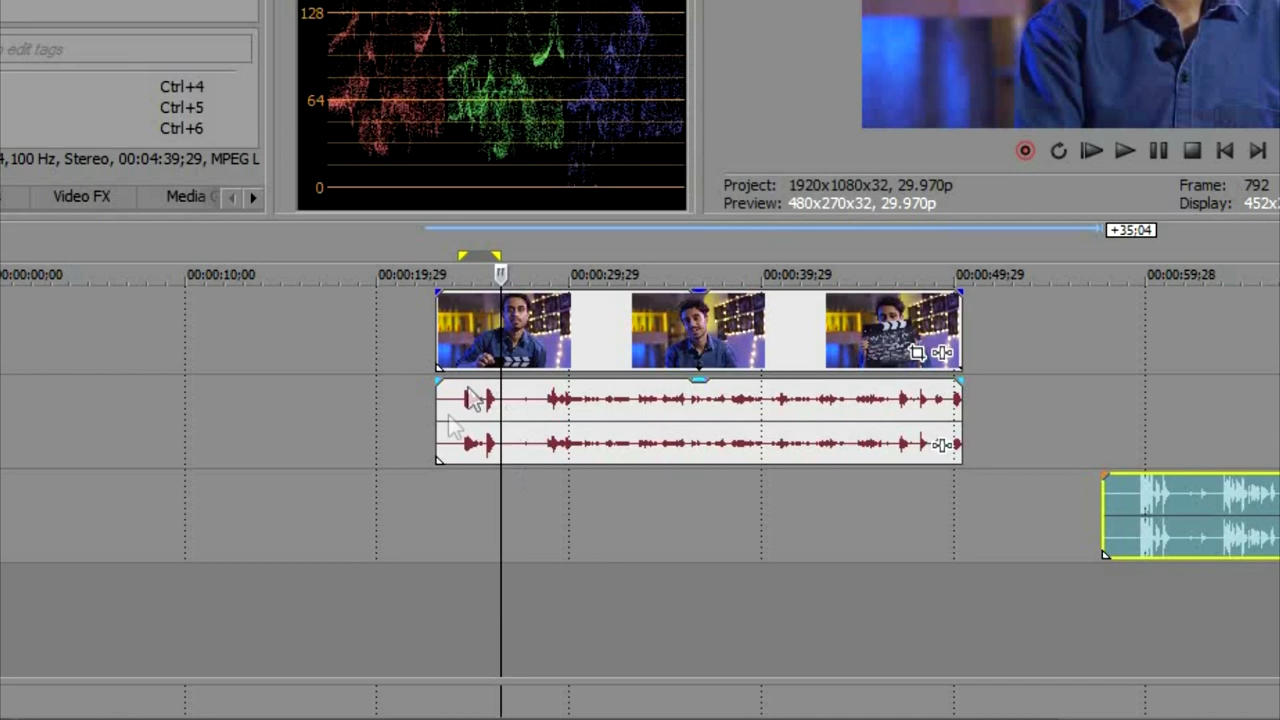 edit tags
Ctrl+4
Ctrl+5
Ctrl+6
,100 Hz, Stereo, 00:04:39;29, MPEG L
Video FX
Media
128
64
0
Project: 1920x1080x32, 29.970p
Preview: 480x270x32, 29.970p
Frame: 792
Display: 452x
+35;04
00:00:00;00
00:00:10;00
00:00:19;29
00:00:29;29
00:00:39;29
00:00:49;29
00:00:59;28